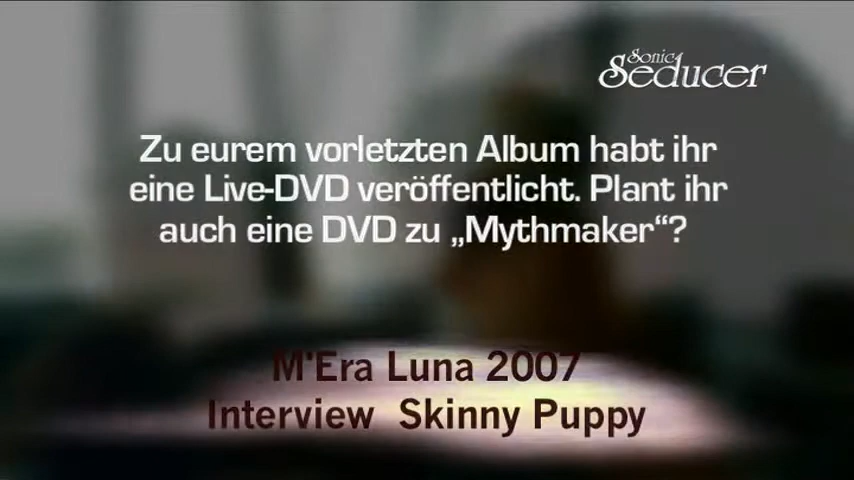 Sonic
Seducer
Zu eurem vorletzten Album habt ihr
eine Live-DVD veröffentlicht. Plant ihr
auch eine DVD zu „Mythmaker“?
M'Era Luna 2007
Interview Skinny Puppy